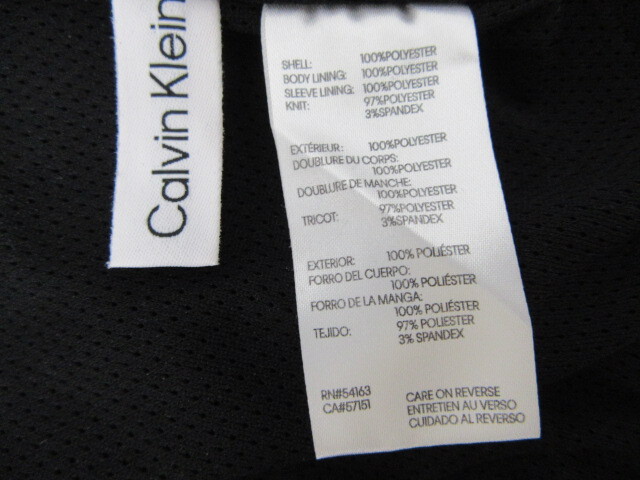 Calvin Klein
SHELL: 100%POLYESTER
BODY LINING: 100%POLYESTER
SLEEVE LINING: 100%POLYESTER
KNIT: 97%POLYESTER
3%SPANDEX
EXTÉRIEUR: 100%POLYESTER
DOUBLURE DU CORPS:
100%POLYESTER
DOUBLURE DE MANCHE:
100%POLYESTER
TRICOT: 97%POLYESTER
3%SPANDEX
EXTERIOR: 100% POLIÉSTER
FORRO DEL CUERPO:
100% POLIÉSTER
FORRO DE LA MANGA:
100% POLIÉSTER
TEJIDO: 97% POLIESTER
3% SPANDEX
RN#54163 CARE ON REVERSE
CA#57151 ENTRETIEN AU VERSO
CUIDADO AL REVERSO